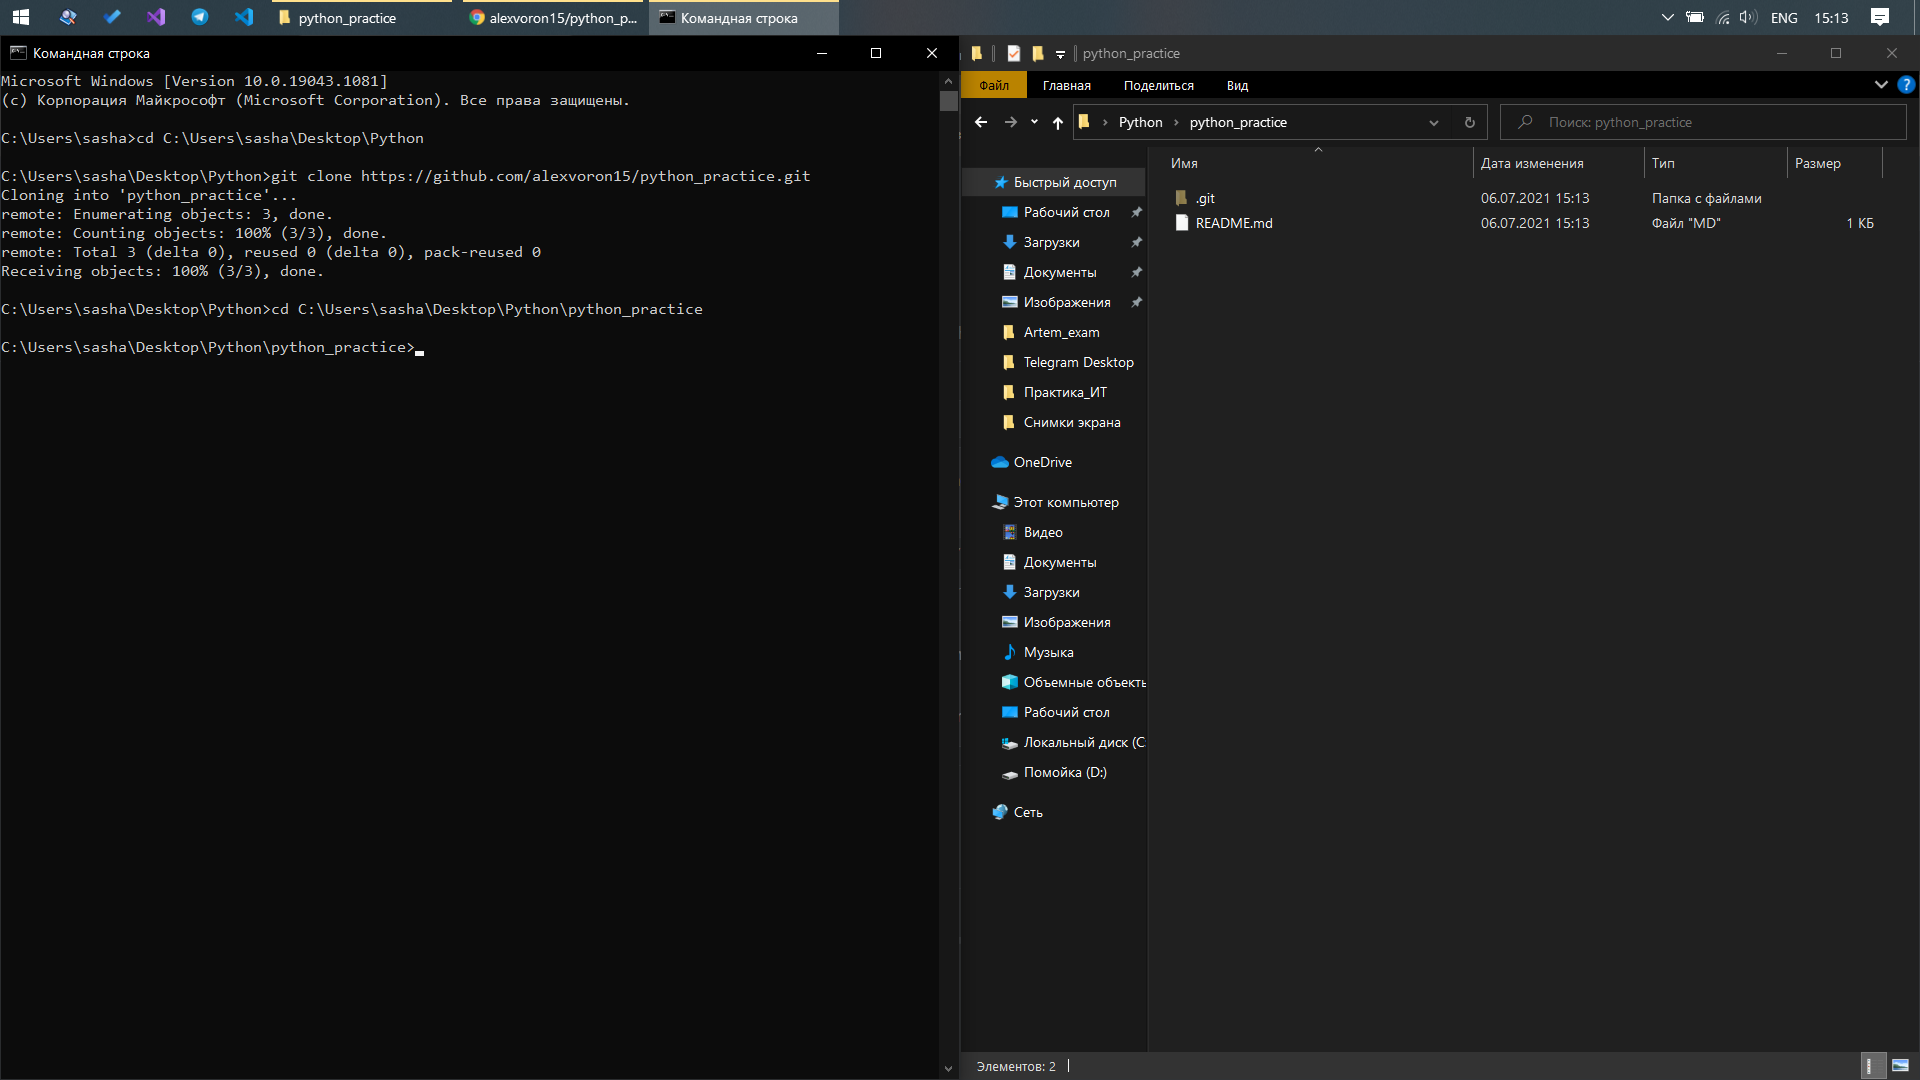 python_practice
alexvoron15/python_p...
Командная строка
ENG
15:13
Командная строка
Microsoft Windows [Version 10.0.19043.1081]
(c) Корпорация Майкрософт (Microsoft Corporation). Все права защищены.
C:\Users\sasha>cd C:\Users\sasha\Desktop\Python
C:\Users\sasha\Desktop\Python>git clone https://github.com/alexvoron15/python_practice.git
Cloning into 'python_practice'...
remote: Enumerating objects: 3, done.
remote: Counting objects: 100% (3/3), done.
remote: Total 3 (delta 0), reused 0 (delta 0), pack-reused 0
Receiving objects: 100% (3/3), done.
C:\Users\sasha\Desktop\Python>cd C:\Users\sasha\Desktop\Python\python_practice
C:\Users\sasha\Desktop\Python\python_practice>
python_practice
Файл Главная Поделиться Вид
Python › python_practice
Поиск: python_practice
Имя Дата изменения Тип Размер
.git 06.07.2021 15:13 Папка с файлами
README.md 06.07.2021 15:13 Файл "MD" 1 КБ
Быстрый доступ
Рабочий стол
Загрузки
Документы
Изображения
Artem_exam
Telegram Desktop
Практика_ИТ
Снимки экрана
OneDrive
Этот компьютер
Видео
Документы
Загрузки
Изображения
Музыка
Объемные объекты
Рабочий стол
Локальный диск (C
Помойка (D:)
Сеть
Элементов: 2